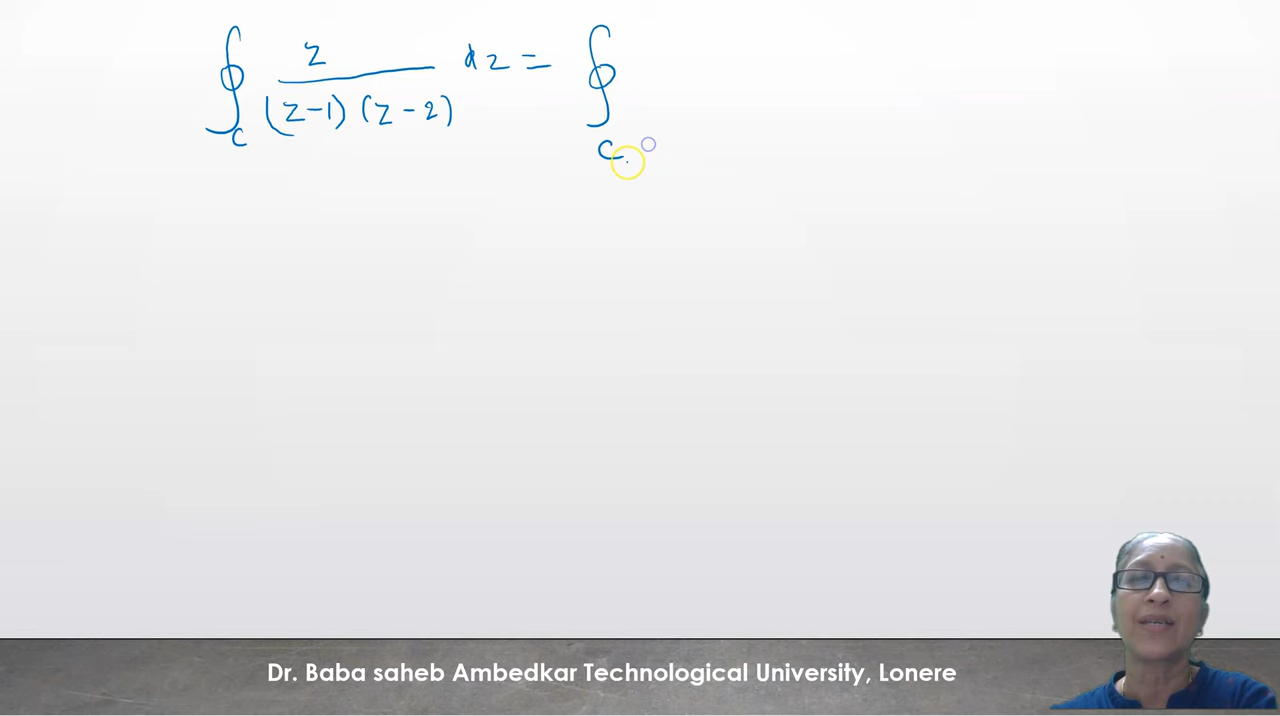 ∮_C z / ((z-1)(z-2)) dz = ∮_C
Dr. Baba saheb Ambedkar Technological University, Lonere